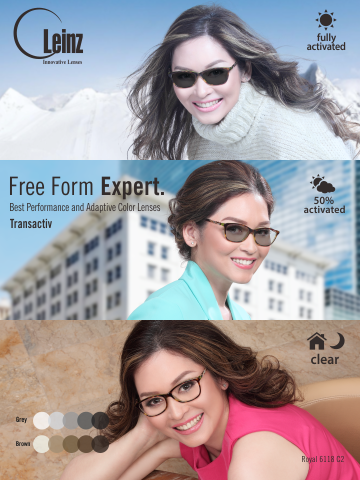 Leinz
Innovative Lenses
fully
activated
Free Form Expert.
Best Performance and Adaptive Color Lenses
Transactiv
50%
activated
clear
Grey
Brown
Royal 6118 C2